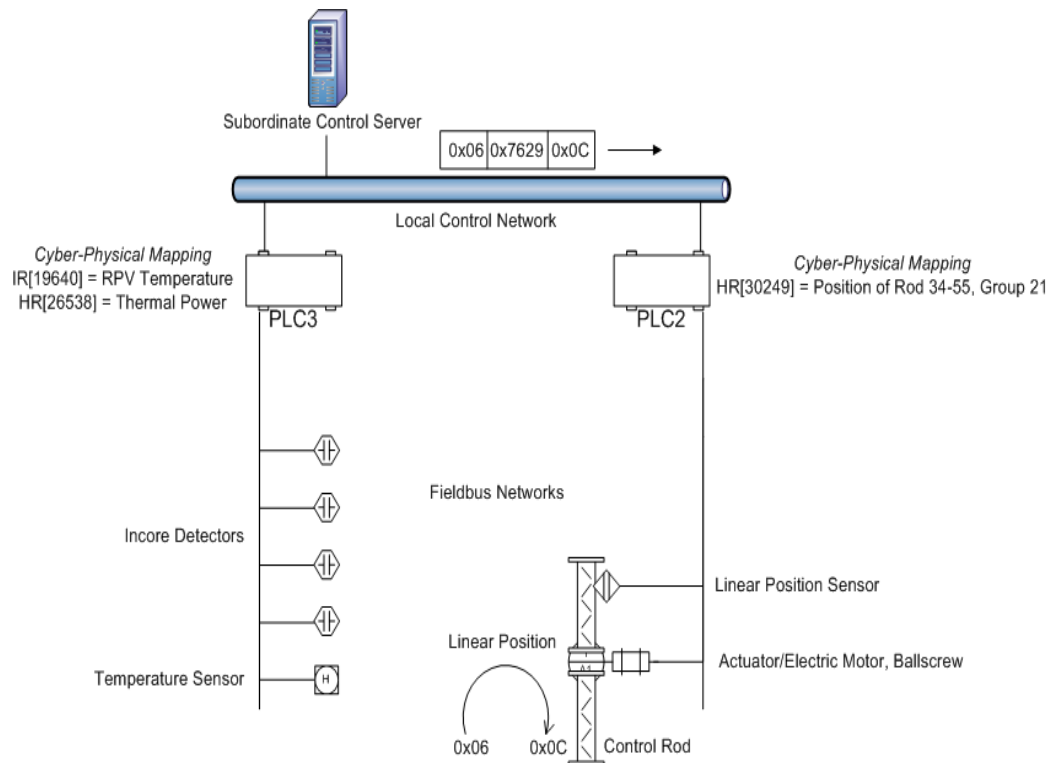 Subordinate Control Server
0x06 0x7629 0x0C
Local Control Network
Cyber-Physical Mapping
IR[19640] = RPV Temperature
HR[26538] = Thermal Power
PLC3
Cyber-Physical Mapping
HR[30249] = Position of Rod 34-55, Group 21
PLC2
Fieldbus Networks
Incore Detectors
Linear Position Sensor
Linear Position
Temperature Sensor
H
Actuator/Electric Motor, Ballscrew
0x06
0x0C
Control Rod